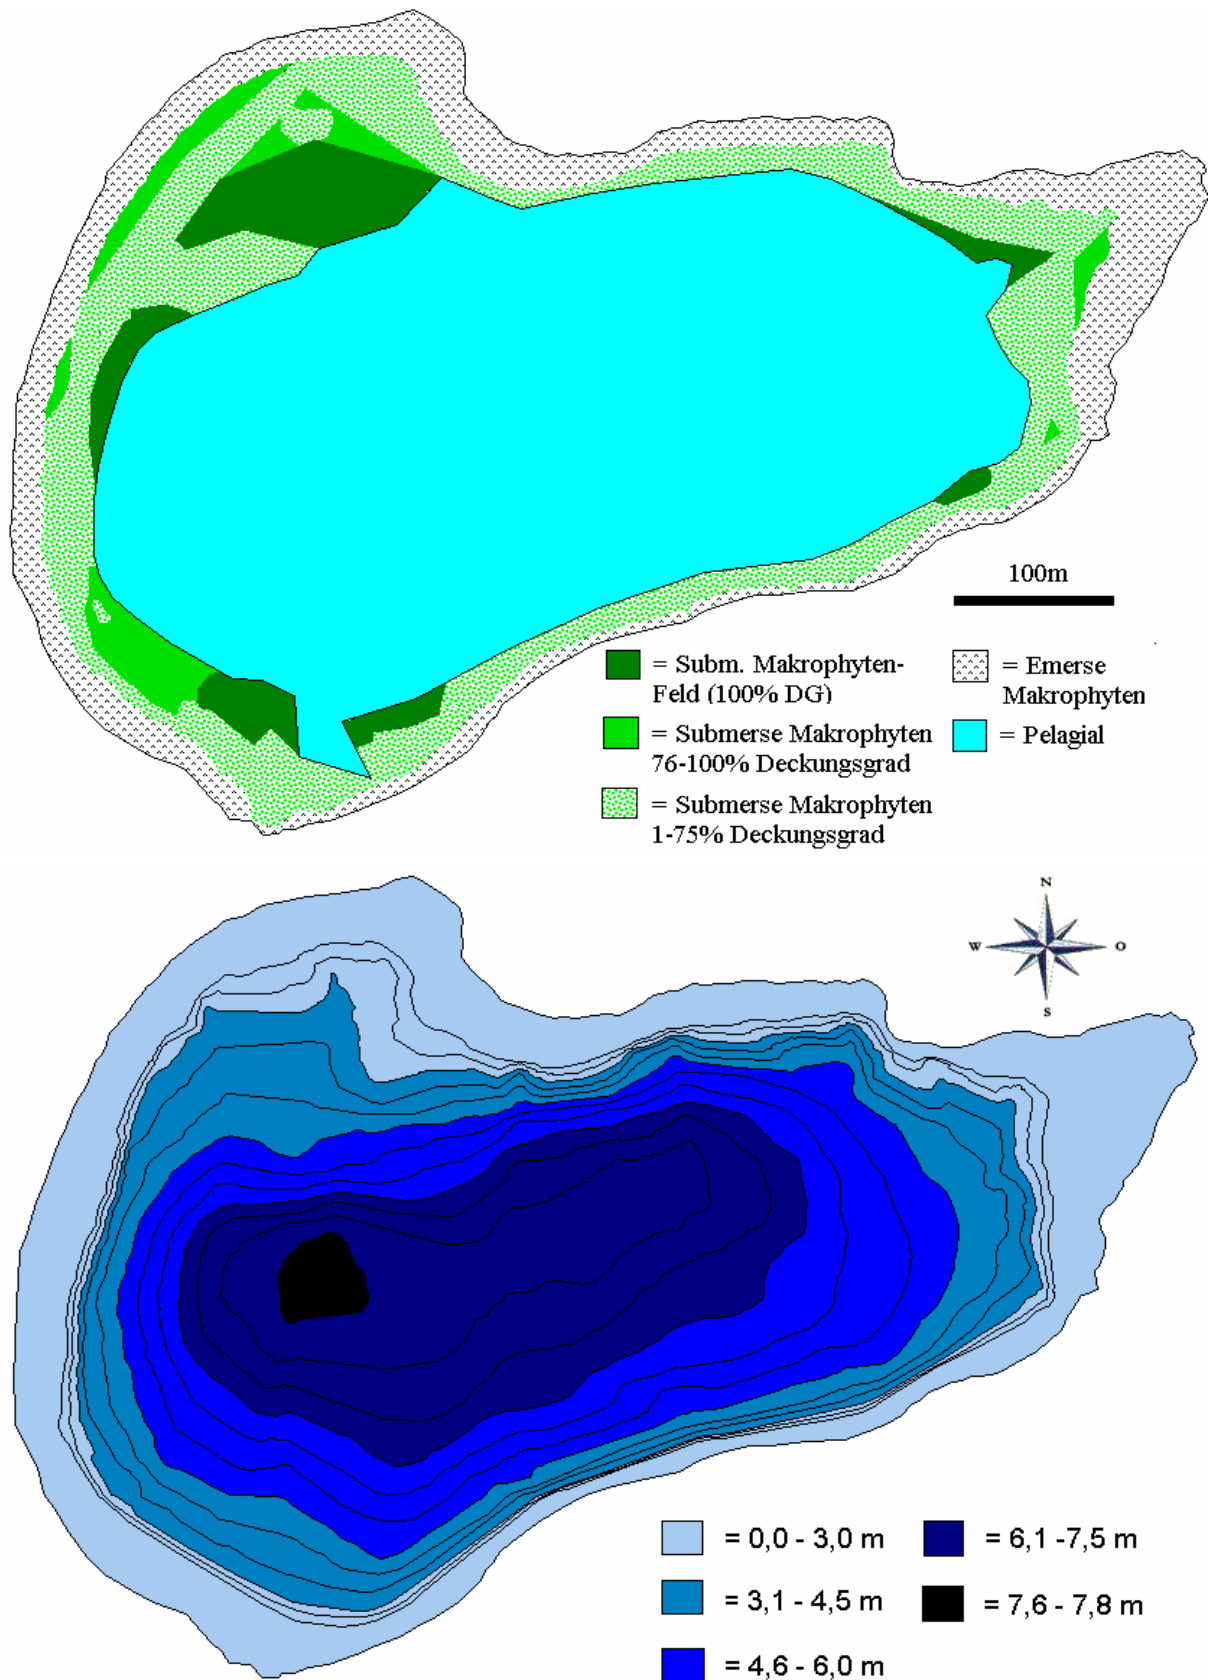 100m
= Subm. Makrophyten-
Feld (100% DG)
= Submerse Makrophyten
76-100% Deckungsgrad
= Submerse Makrophyten
1-75% Deckungsgrad
= Emerse
Makrophyten
= Pelagial
N
W
O
S
= 0,0 - 3,0 m
= 3,1 - 4,5 m
= 4,6 - 6,0 m
= 6,1 -7,5 m
= 7,6 - 7,8 m